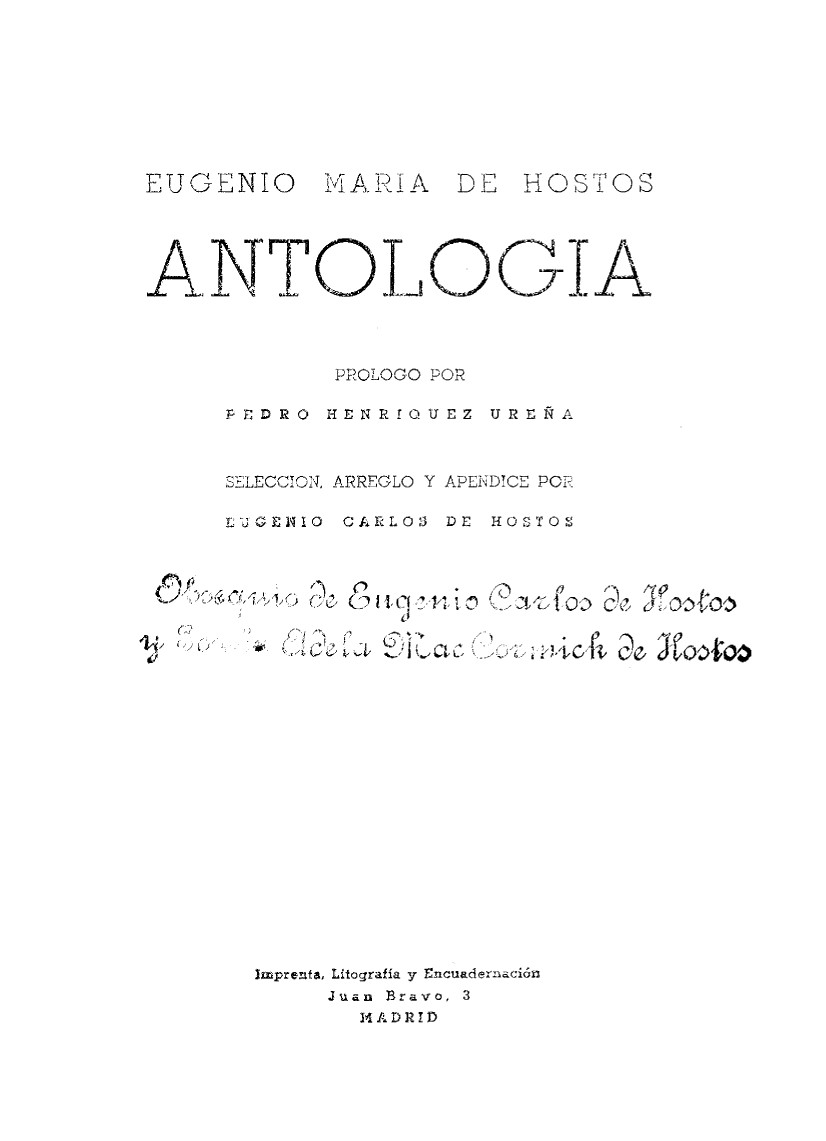 EUGENIO MARIA DE HOSTOS
ANTOLOGIA
PROLOGO POR
PEDRO HENRIQUEZ UREÑA
SELECCION, ARREGLO Y APENDICE POR
EUGENIO CARLOS DE HOSTOS
Obsequio de Eugenio Carlos de Hostos
y Adela Mac Cormick de Hostos
Imprenta, Litografía y Encuadernación
Juan Bravo, 3
MADRID